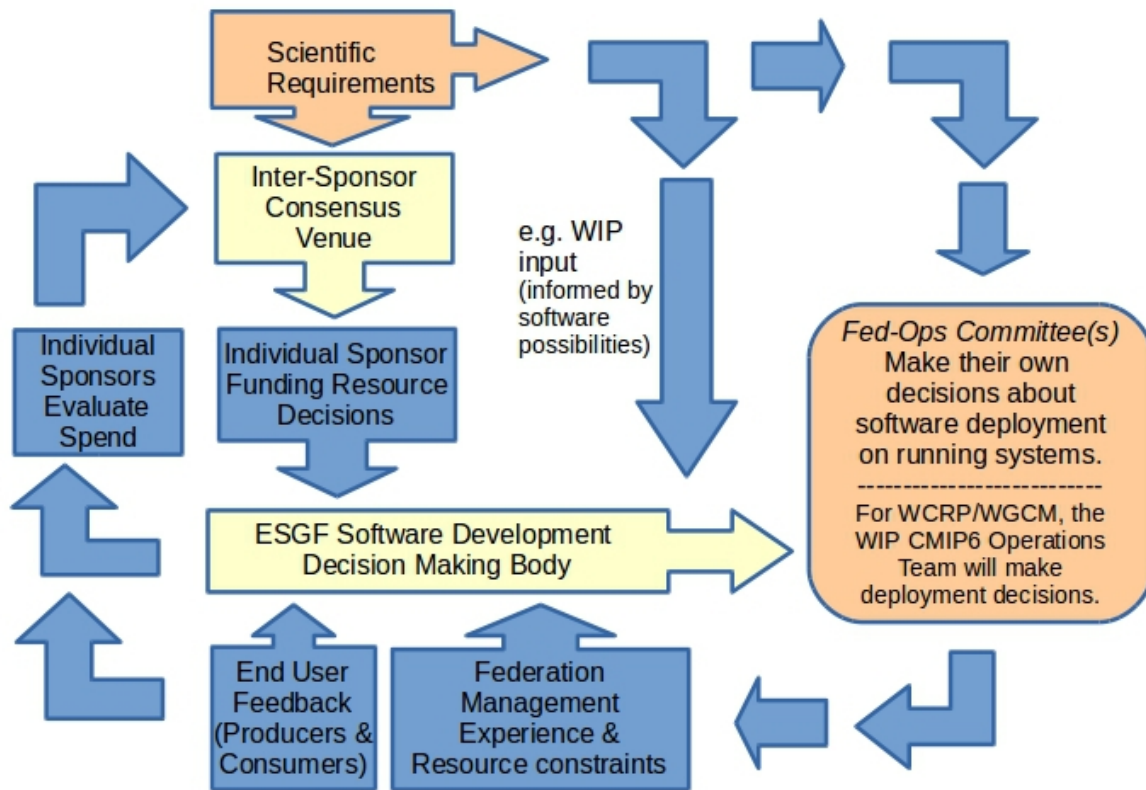 Scientific
Requirements
Inter-Sponsor
Consensus
Venue
e.g. WIP
input
(informed by
software
possibilities)
Individual
Sponsors
Evaluate
Spend
Individual Sponsor
Funding Resource
Decisions
Fed-Ops Committee(s)
Make their own
decisions about
software deployment
on running systems.
---------------------------
For WCRP/WGCM, the
WIP CMIP6 Operations
Team will make
deployment decisions.
ESGF Software Development
Decision Making Body
End User
Feedback
(Producers &
Consumers)
Federation
Management
Experience &
Resource constraints